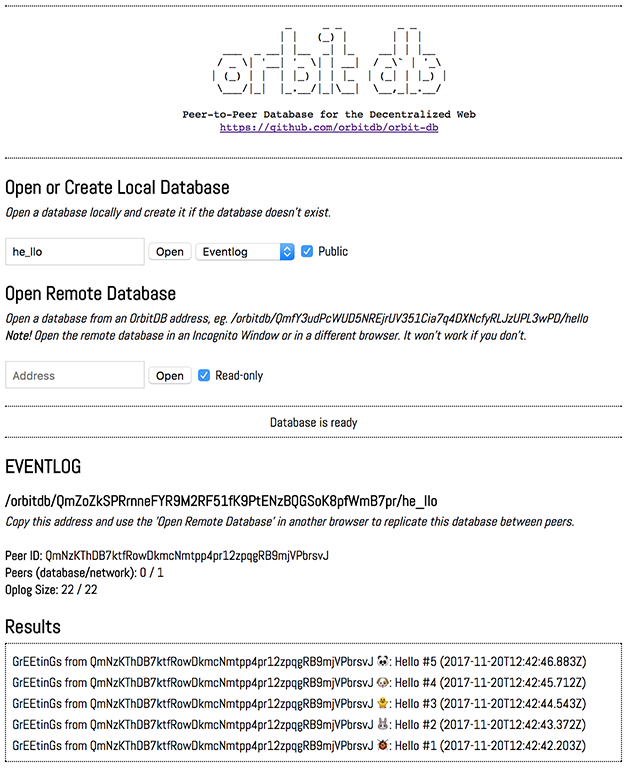 orbit db
Peer-to-Peer Database for the Decentralized Web
https://github.com/orbitdb/orbit-db
Open or Create Local Database
Open a database locally and create it if the database doesn't exist.
he_llo Open Eventlog Public
Open Remote Database
Open a database from an OrbitDB address, eg. /orbitdb/QmfY3udPcWUD5NREjrUV351Cia7q4DXNcfyRLJzUPL3wPD/hello
Note! Open the remote database in an Incognito Window or in a different browser. It won't work if you don't.
Address Open Read-only
Database is ready
EVENTLOG
/orbitdb/QmZoZkSPRrnneFYR9M2RF51fK9PtENzBQGSoK8pfWmB7pr/he_llo
Copy this address and use the 'Open Remote Database' in another browser to replicate this database between peers.
Peer ID: QmNzKThDB7ktfRowDkmcNmtpp4pr12zpqgRB9mjVPbrsvJ
Peers (database/network): 0 / 1
Oplog Size: 22 / 22
Results
GrEEtinGs from QmNzKThDB7ktfRowDkmcNmtpp4pr12zpqgRB9mjVPbrsvJ 🐼: Hello #5 (2017-11-20T12:42:46.883Z)
GrEEtinGs from QmNzKThDB7ktfRowDkmcNmtpp4pr12zpqgRB9mjVPbrsvJ 🐶: Hello #4 (2017-11-20T12:42:45.712Z)
GrEEtinGs from QmNzKThDB7ktfRowDkmcNmtpp4pr12zpqgRB9mjVPbrsvJ 🐥: Hello #3 (2017-11-20T12:42:44.543Z)
GrEEtinGs from QmNzKThDB7ktfRowDkmcNmtpp4pr12zpqgRB9mjVPbrsvJ 🐰: Hello #2 (2017-11-20T12:42:43.372Z)
GrEEtinGs from QmNzKThDB7ktfRowDkmcNmtpp4pr12zpqgRB9mjVPbrsvJ 🐞: Hello #1 (2017-11-20T12:42:42.203Z)